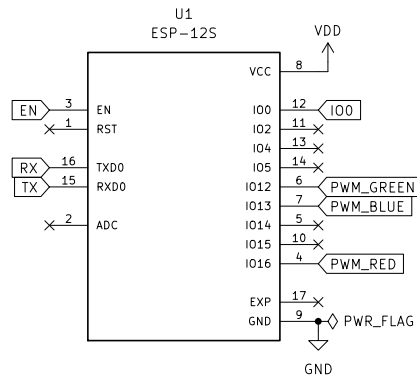 U1
ESP-12S
VDD
VCC 8
EN 3 EN
IO0 12 IO0
1 RST
IO2 11
IO4 13
RX 16 TXD0
IO5 14
TX 15 RXD0
IO12 6 PWM_GREEN
IO13 7 PWM_BLUE
2 ADC
IO14 5
IO15 10
IO16 4 PWM_RED
EXP 17
GND 9 PWR_FLAG
GND